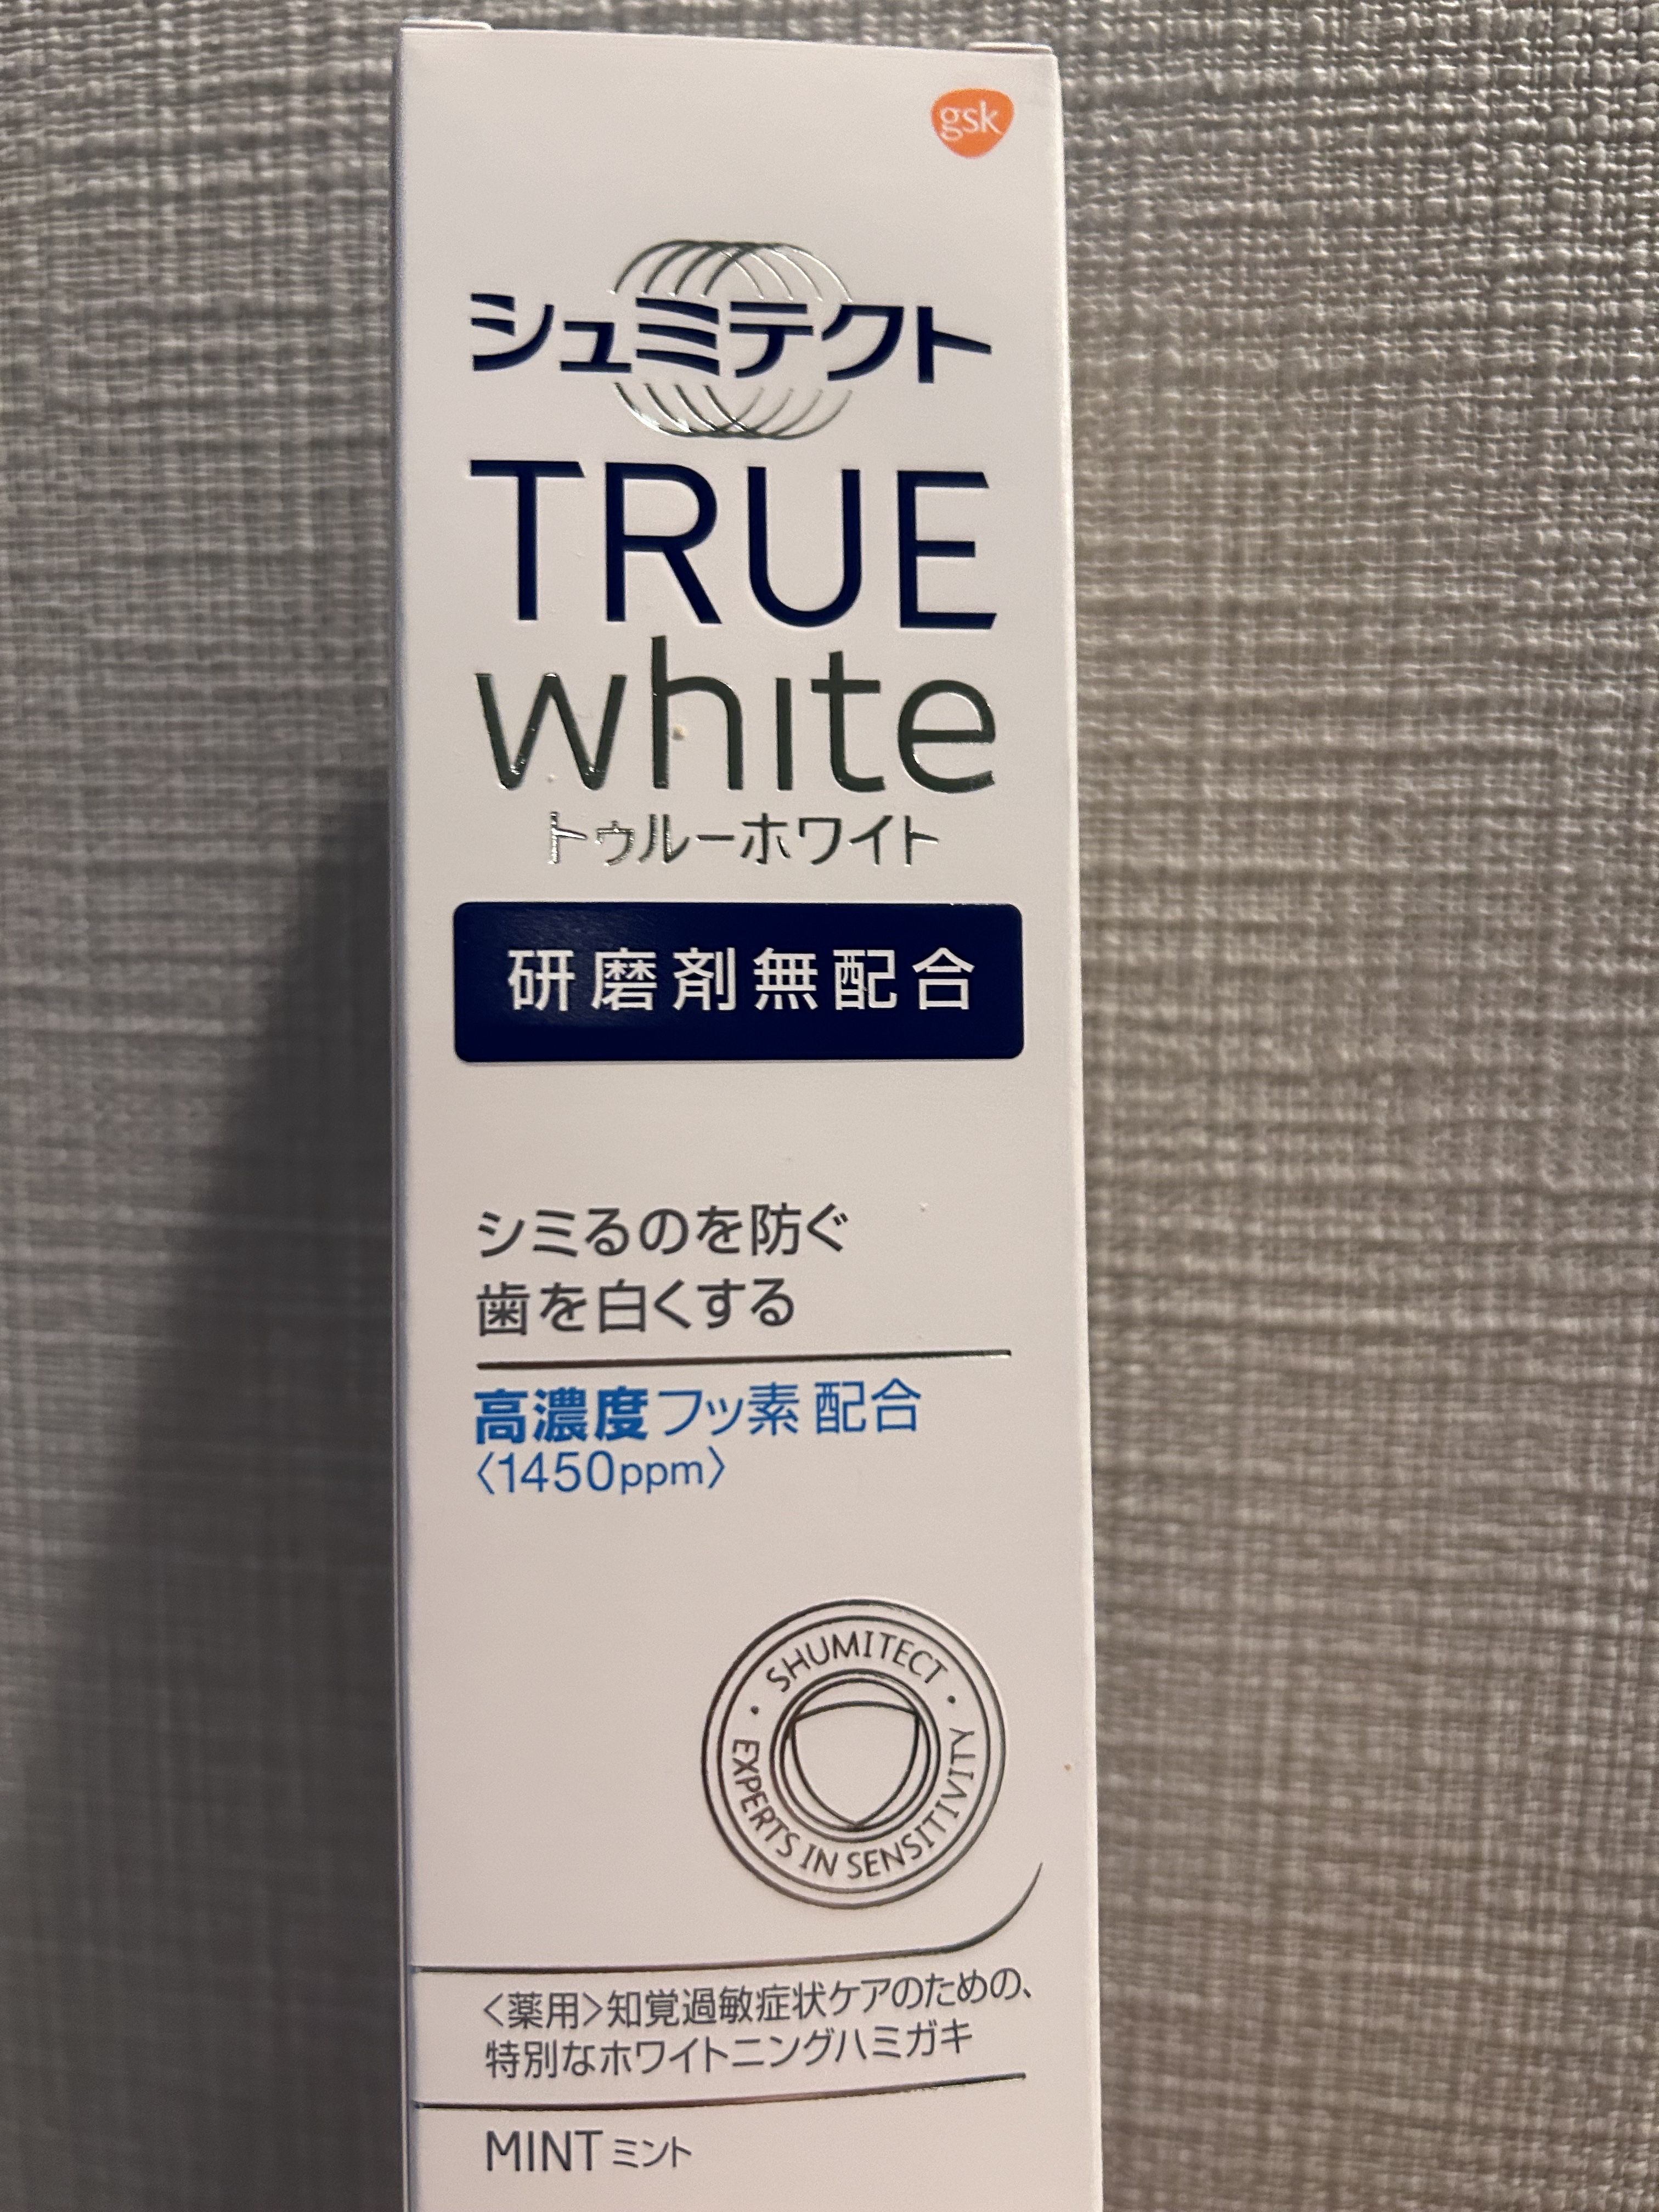 gsk
シュミテクト
TRUE
white
トゥルーホワイト
研磨剤無配合
シミるのを防ぐ
歯を白くする
高濃度フッ素 配合
〈1450ppm〉
・SHUMITECT・
EXPERTS IN SENSITIVITY
〈薬用〉知覚過敏症状ケアのための、
特別なホワイトニングハミガキ
MINT ミント